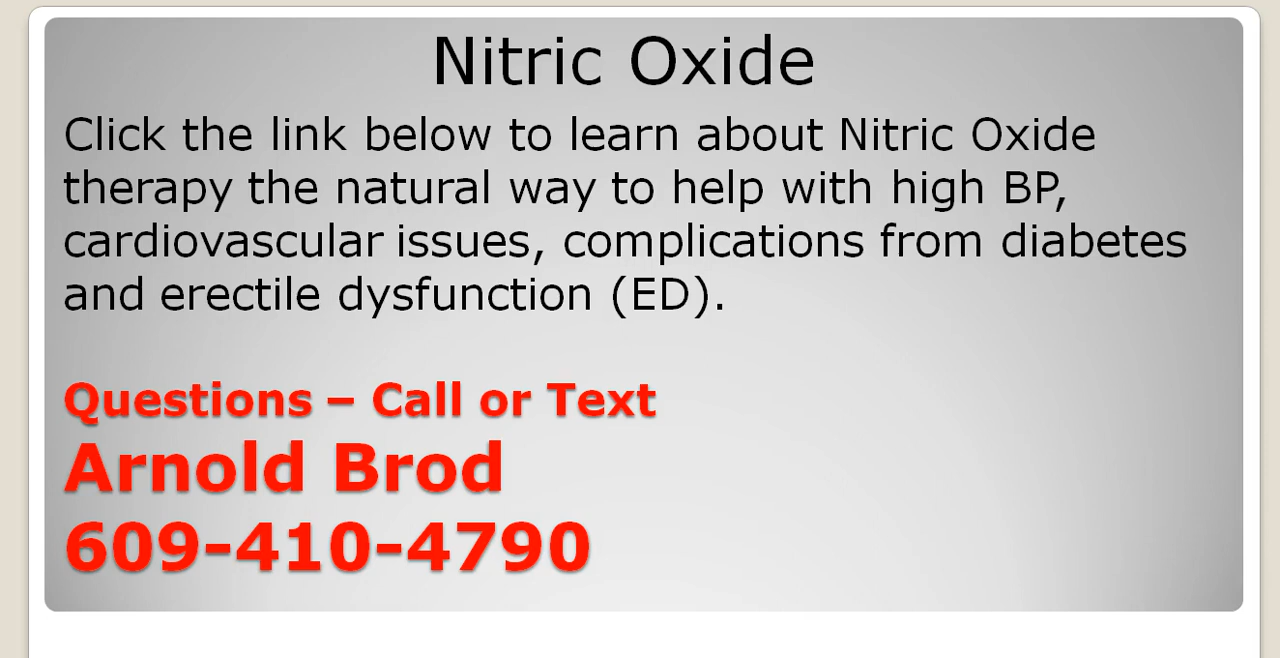 Nitric Oxide
Click the link below to learn about Nitric Oxide
therapy the natural way to help with high BP,
cardiovascular issues, complications from diabetes
and erectile dysfunction (ED).
Questions – Call or Text
Arnold Brod
609-410-4790